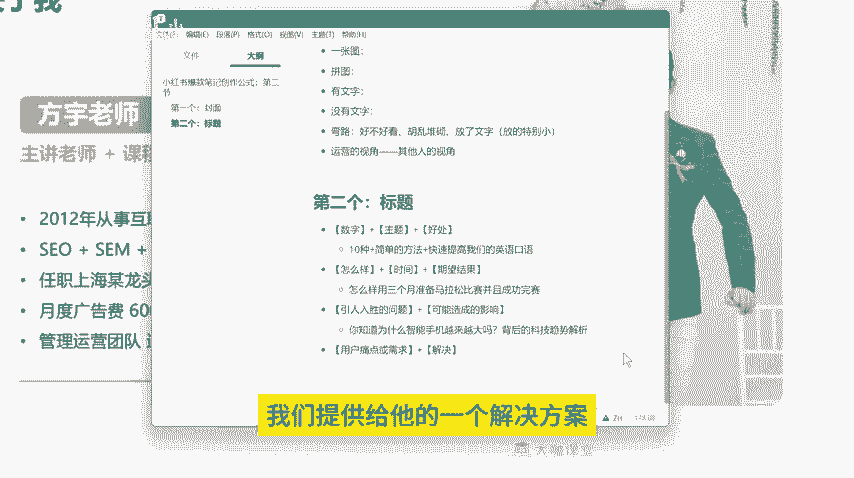 方宇老师
主讲老师 + 课程
• 2012年从事互联
• SEO + SEM +
• 任职上海某龙头
• 月度广告费 600
• 管理运营团队
编辑(E) 段落(P) 格式(O) 视图(V) 主题(T) 帮助(H)
文件 大纲
小红书爆款笔记创作公式：第二
书
第一个：封面
第二个：标题
• 一张图：
• 拼图：
• 有文字：
• 没有文字：
• 弯路：好不好看、胡乱堆砌、放了文字（放的特别小）
• 运营的视角——其他人的视角
第二个：标题
• 【数字】+【主题】+【好处】
○ 10种+简单的方法+快速提高我们的英语口语
• 【怎么样】+【时间】+【期望结果】
○ 怎么样用三个月准备马拉松比赛并且成功完赛
• 【引人入胜的问题】+【可能造成的影响】
○ 你知道为什么智能手机越来越大吗？背后的科技趋势解析
• 【用户痛点或需求】+【解决】
我们提供给他的一个解决方案